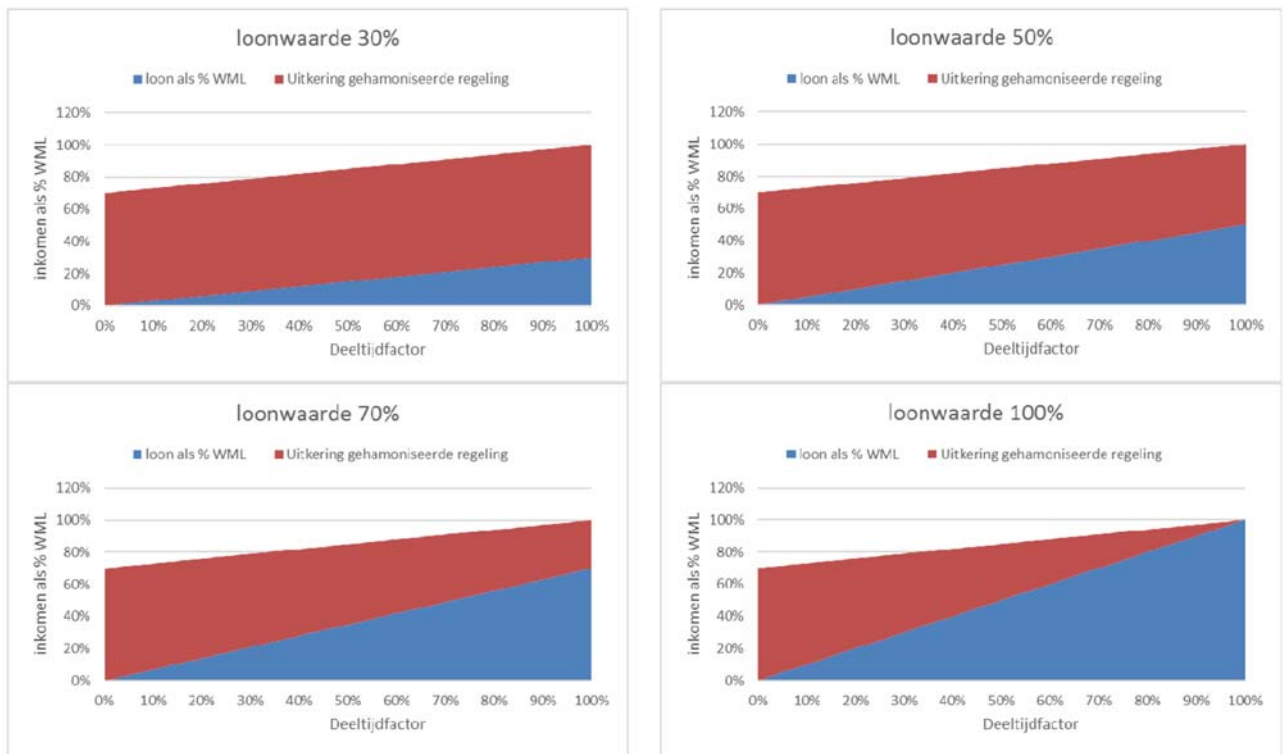 loonwaarde 30%
loon als % WML Uitkering gehamoniseerde regeling
inkomen als % WML
120%
100%
80%
60%
40%
20%
0%
0% 10% 20% 30% 40% 50% 60% 70% 80% 90% 100%
Deeltijdfactor
loonwaarde 50%
loon als % WML Uitkering gehamoniseerde regeling
inkomen als % WML
120%
100%
80%
60%
40%
20%
0%
0% 10% 20% 30% 40% 50% 60% 70% 80% 90% 100%
Deeltijdfactor
loonwaarde 70%
loon als % WML Uitkering gehamoniseerde regeling
inkomen als % WML
120%
100%
80%
60%
40%
20%
0%
0% 10% 20% 30% 40% 50% 60% 70% 80% 90% 100%
Deeltijdfactor
loonwaarde 100%
loon als % WML Uitkering gehamoniseerde regeling
inkomen als % WML
120%
100%
80%
60%
40%
20%
0%
0% 10% 20% 30% 40% 50% 60% 70% 80% 90% 100%
Deeltijdfactor